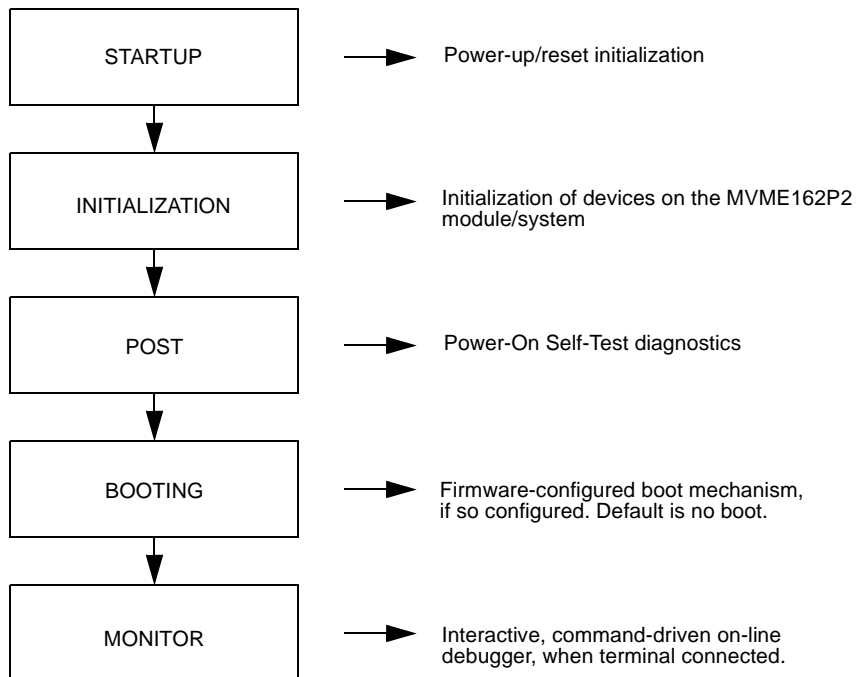 STARTUP
Power-up/reset initialization
INITIALIZATION
Initialization of devices on the MVME162P2
module/system
POST
Power-On Self-Test diagnostics
BOOTING
Firmware-configured boot mechanism,
if so configured. Default is no boot.
MONITOR
Interactive, command-driven on-line
debugger, when terminal connected.